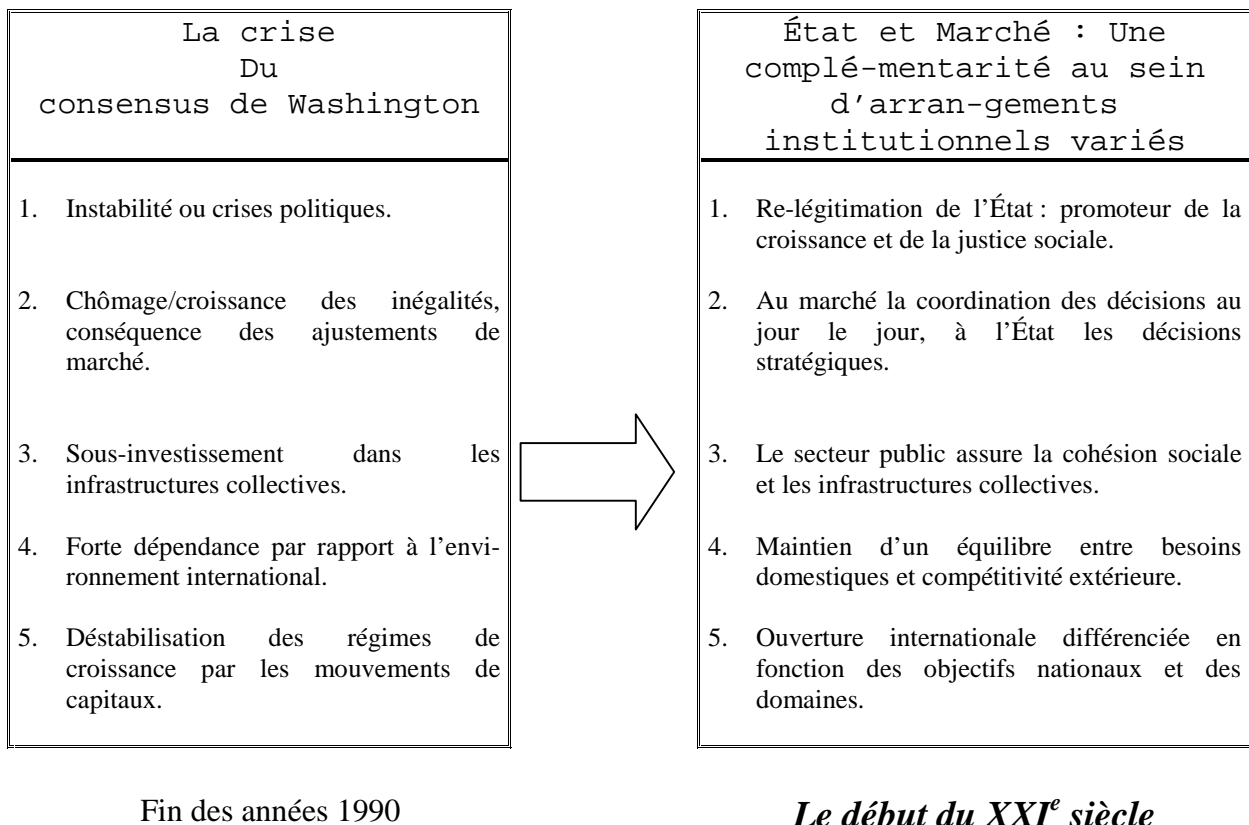 La crise
Du
consensus de Washington
1. Instabilité ou crises politiques.
2. Chômage/croissance des inégalités,
conséquence des ajustements de
marché.
3. Sous-investissement dans les
infrastructures collectives.
4. Forte dépendance par rapport à l’envi-
ronnement international.
5. Déstabilisation des régimes de
croissance par les mouvements de
capitaux.
Fin des années 1990
État et Marché : Une
complé-mentarité au sein
d’arran-gements
institutionnels variés
1. Re-légitimation de l’État : promoteur de la
croissance et de la justice sociale.
2. Au marché la coordination des décisions au
jour le jour, à l’État les décisions
stratégiques.
3. Le secteur public assure la cohésion sociale
et les infrastructures collectives.
4. Maintien d’un équilibre entre besoins
domestiques et compétitivité extérieure.
5. Ouverture internationale différenciée en
fonction des objectifs nationaux et des
domaines.
Le début du XXIe siècle